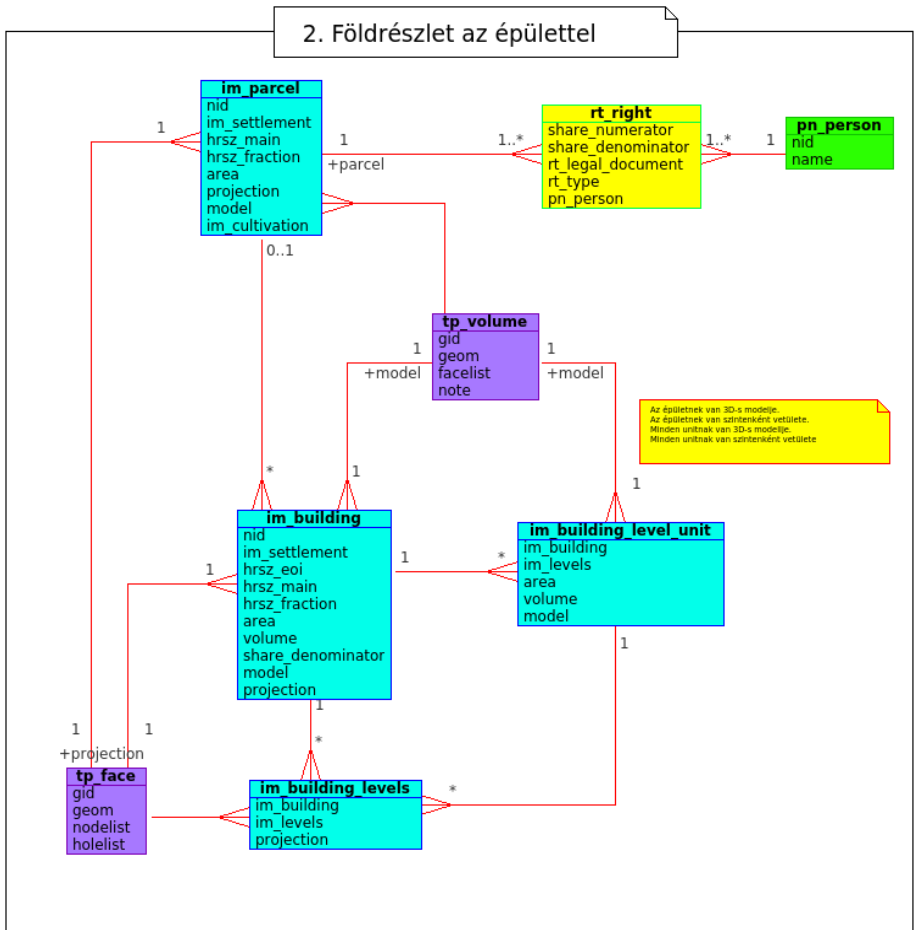 2. Földrészlet az épülettel
im_parcel
nid
im_settlement
hrsz_main
hrsz_fraction
area
projection
model
im_cultivation
1
1
+parcel
1..*
rt_right
share_numerator
share_denominator
rt_legal_document
rt_type
pn_person
1..*
1
pn_person
nid
name
0..1
tp_volume
gid
geom
facelist
note
1
+model
1
+model
Az épületnek van 3D-s modellje.
Az épületnek van szintenként vetülete.
Minden unitnak van 3D-s modellje.
Minden unitnak van szintenként vetülete
*
1
1
im_building
nid
im_settlement
hrsz_eoi
hrsz_main
hrsz_fraction
area
volume
share_denominator
model
projection
1
1
*
im_building_level_unit
im_building
im_levels
area
volume
model
1
1
*
1
1
+projection
tp_face
gid
geom
nodelist
holelist
im_building_levels
im_building
im_levels
projection
*